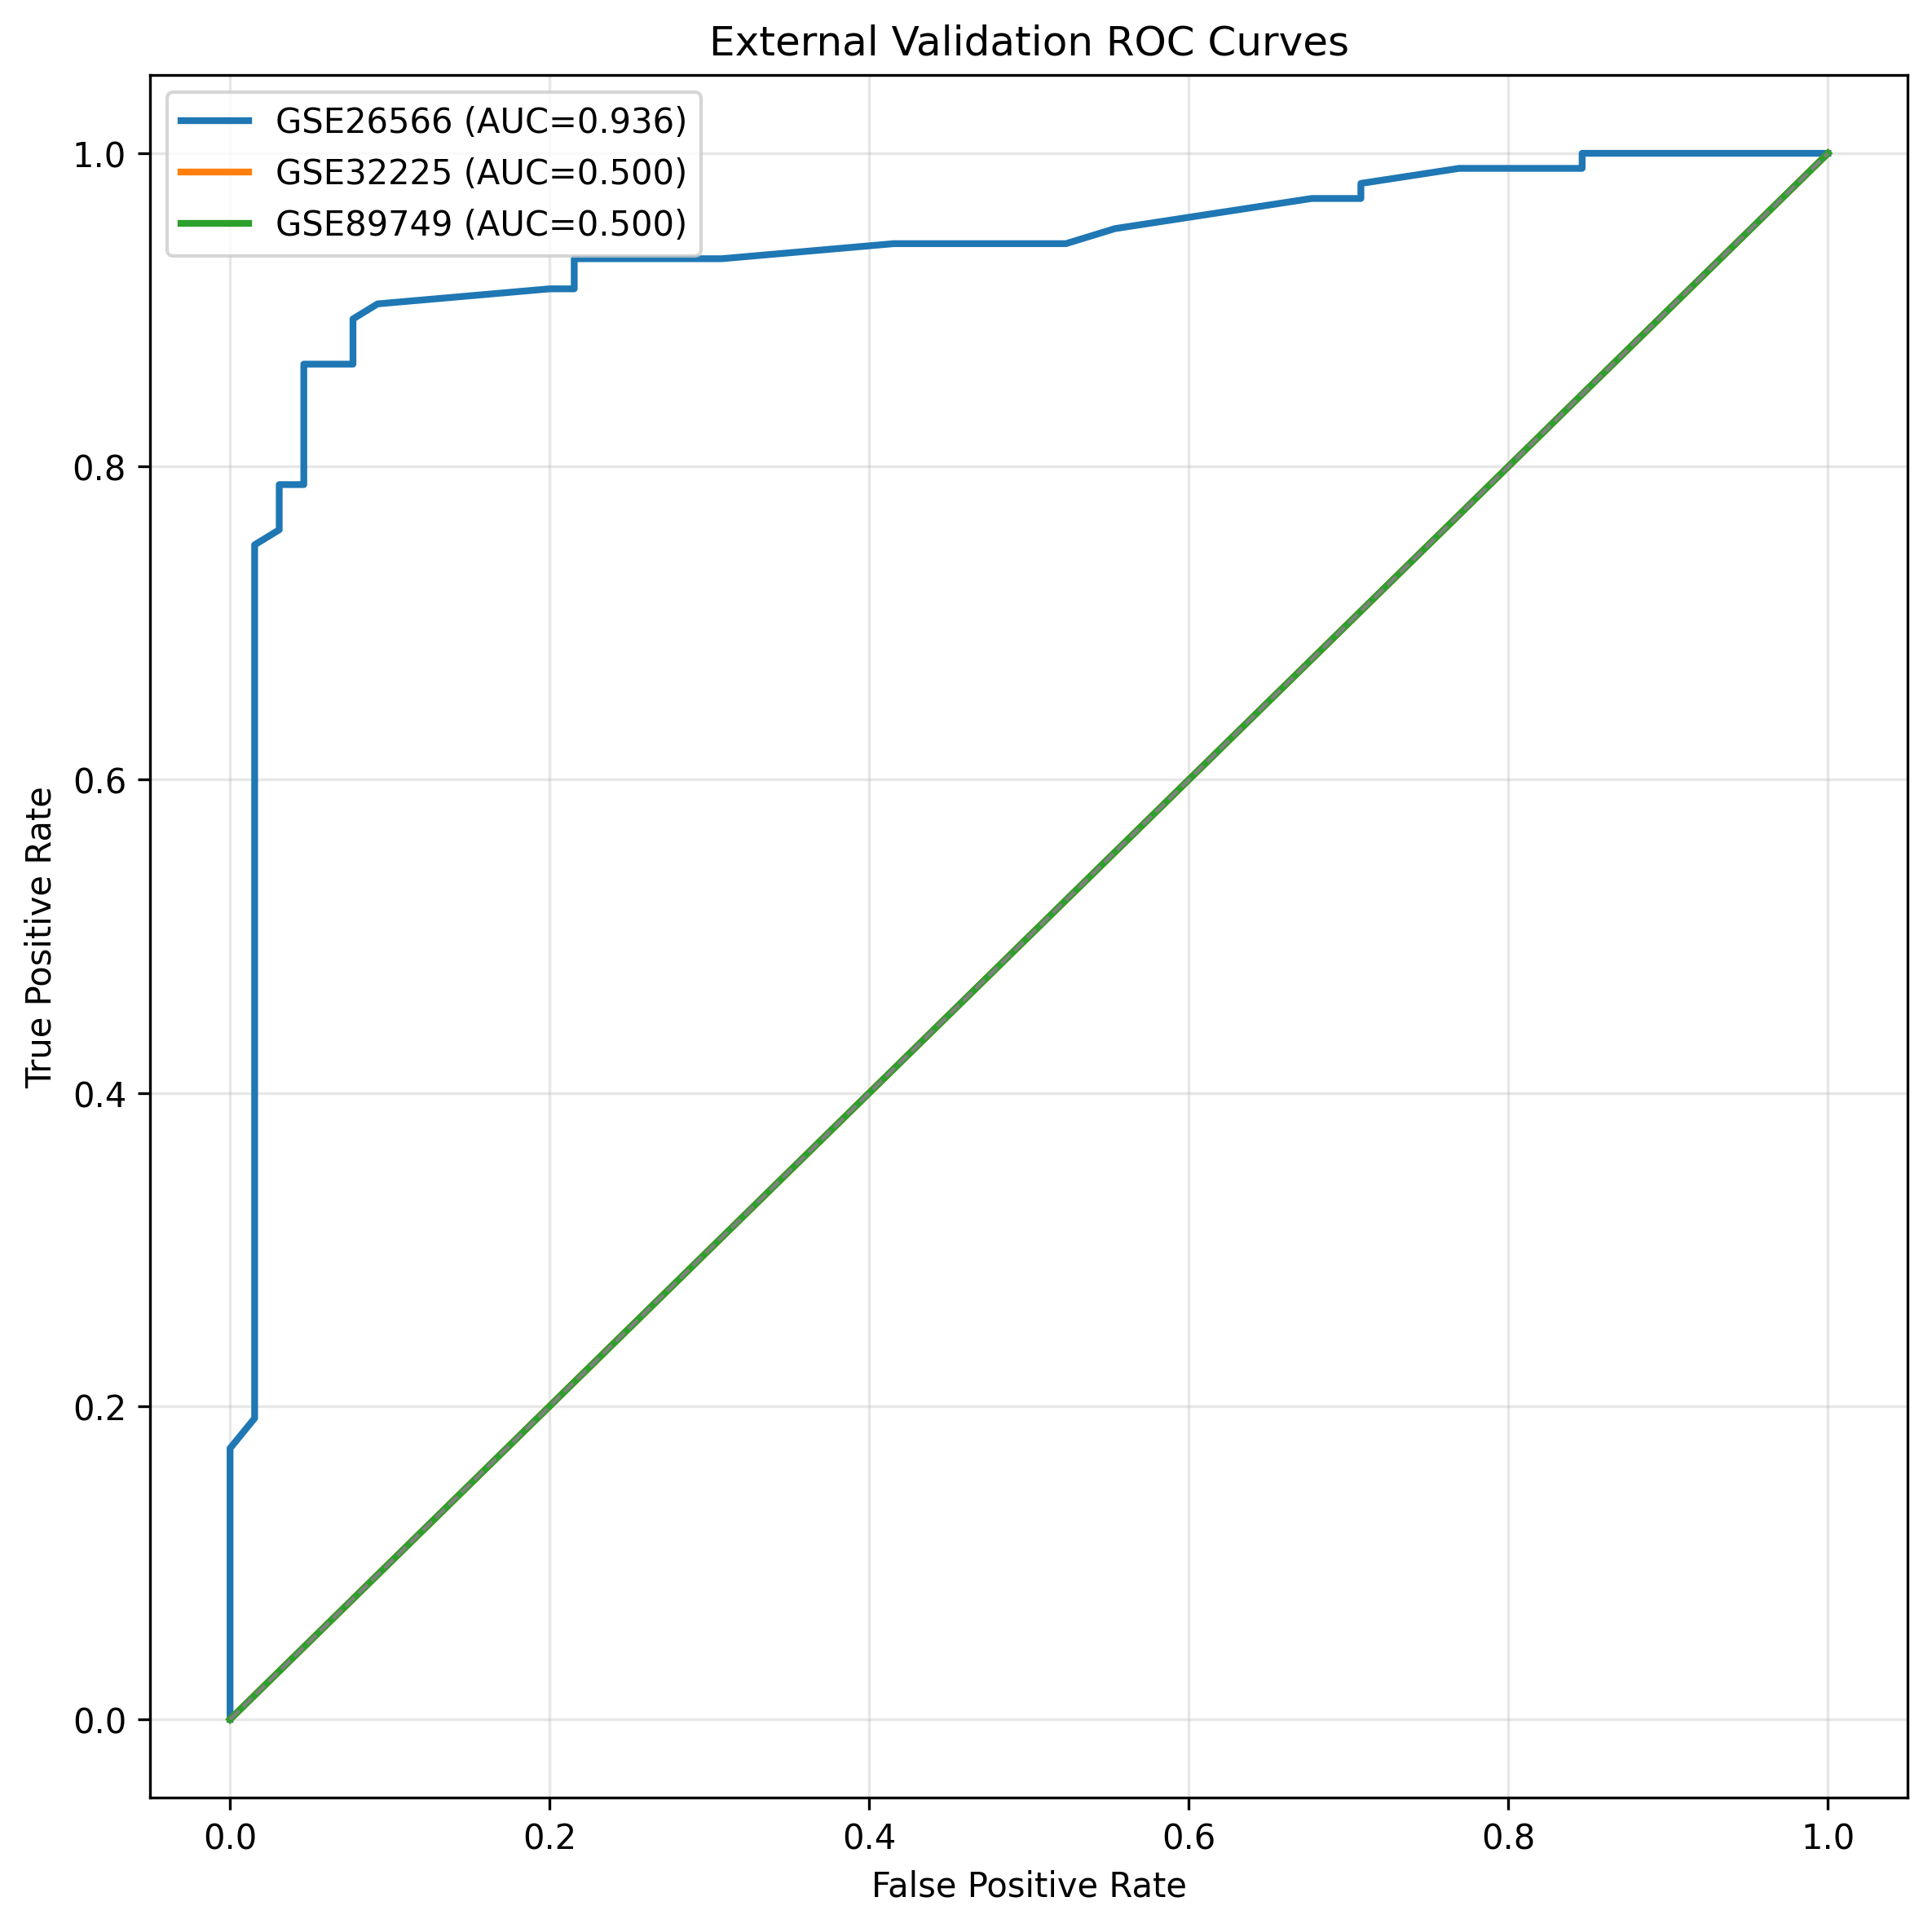 External Validation ROC Curves
GSE26566 (AUC=0.936)
GSE32225 (AUC=0.500)
GSE89749 (AUC=0.500)
True Positive Rate
1.0
0.8
0.6
0.4
0.2
0.0
0.0 0.2 0.4 0.6 0.8 1.0
False Positive Rate